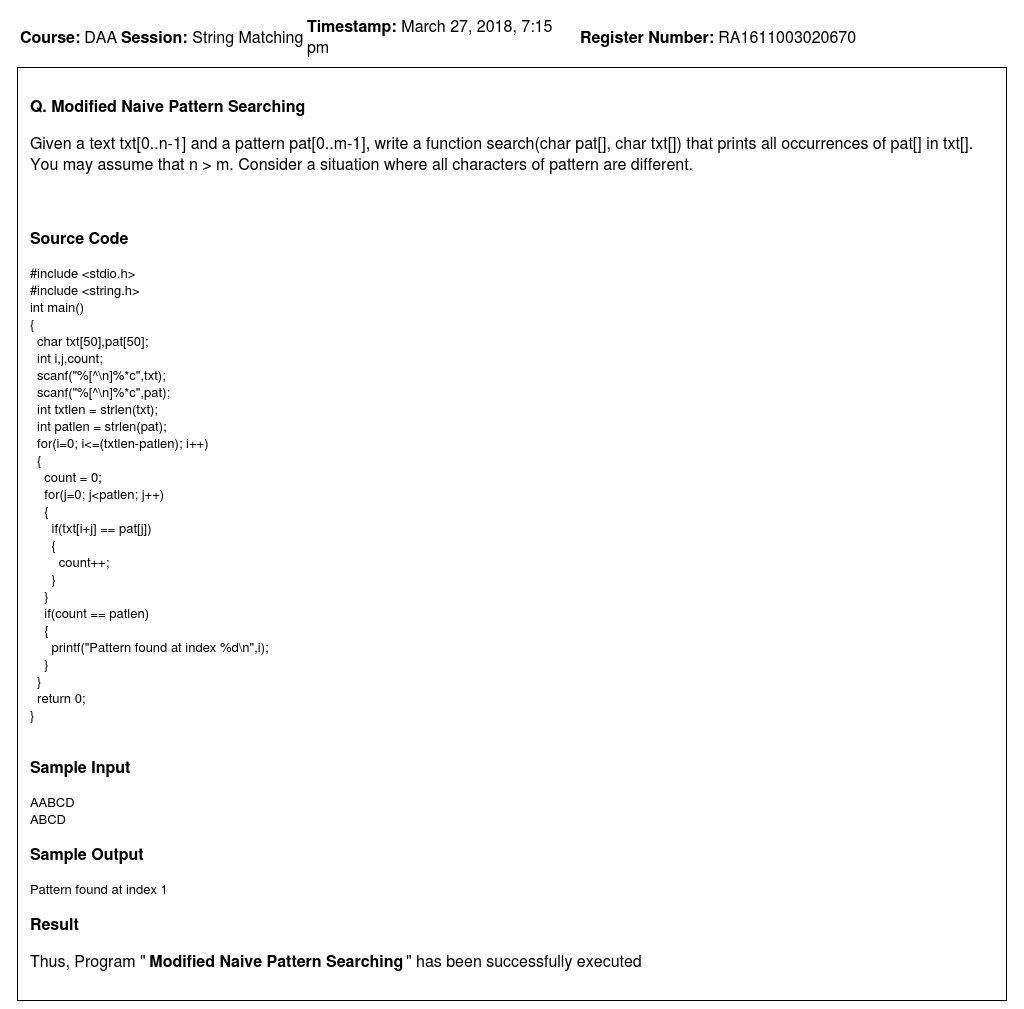 Course: DAA Session: String Matching Timestamp: March 27, 2018, 7:15 pm Register Number: RA1611003020670
Q. Modified Naive Pattern Searching
Given a text txt[0..n-1] and a pattern pat[0..m-1], write a function search(char pat[], char txt[]) that prints all occurrences of pat[] in txt[].
You may assume that n > m. Consider a situation where all characters of pattern are different.
Source Code
#include <stdio.h>
#include <string.h>
int main()
{
  char txt[50],pat[50];
  int i,j,count;
  scanf("%[^\n]%*c",txt);
  scanf("%[^\n]%*c",pat);
  int txtlen = strlen(txt);
  int patlen = strlen(pat);
  for(i=0; i<=(txtlen-patlen); i++)
  {
    count = 0;
    for(j=0; j<patlen; j++)
    {
      if(txt[i+j] == pat[j])
      {
        count++;
      }
    }
    if(count == patlen)
    {
      printf("Pattern found at index %d\n",i);
    }
  }
  return 0;
}
Sample Input
AABCD
ABCD
Sample Output
Pattern found at index 1
Result
Thus, Program " Modified Naive Pattern Searching " has been successfully executed